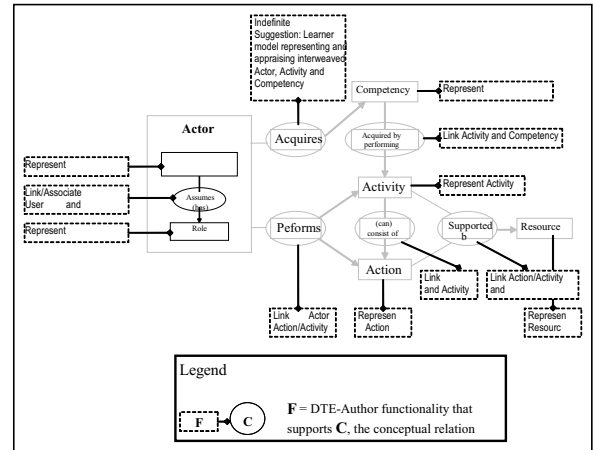 Indefinite
Suggestion: Learner
model representing and
appraising interweaved
Actor, Activity and
Competency
Competency
Represent
Actor
Acquires
Acquired by
performing
Link Activity and Competency
Represent
Link/Associate
User and
Assumes
(has)
Activity
Represent Activity
Represent
Role
Peforms
(can)
consist of
Supported
b
Resource
Action
Link
and Activity
Link Action/Activity
and
Link Actor
Action/Activity
Represen
Action
Represen
Resourc
Legend
F
C
F = DTE-Author functionality that
supports C, the conceptual relation